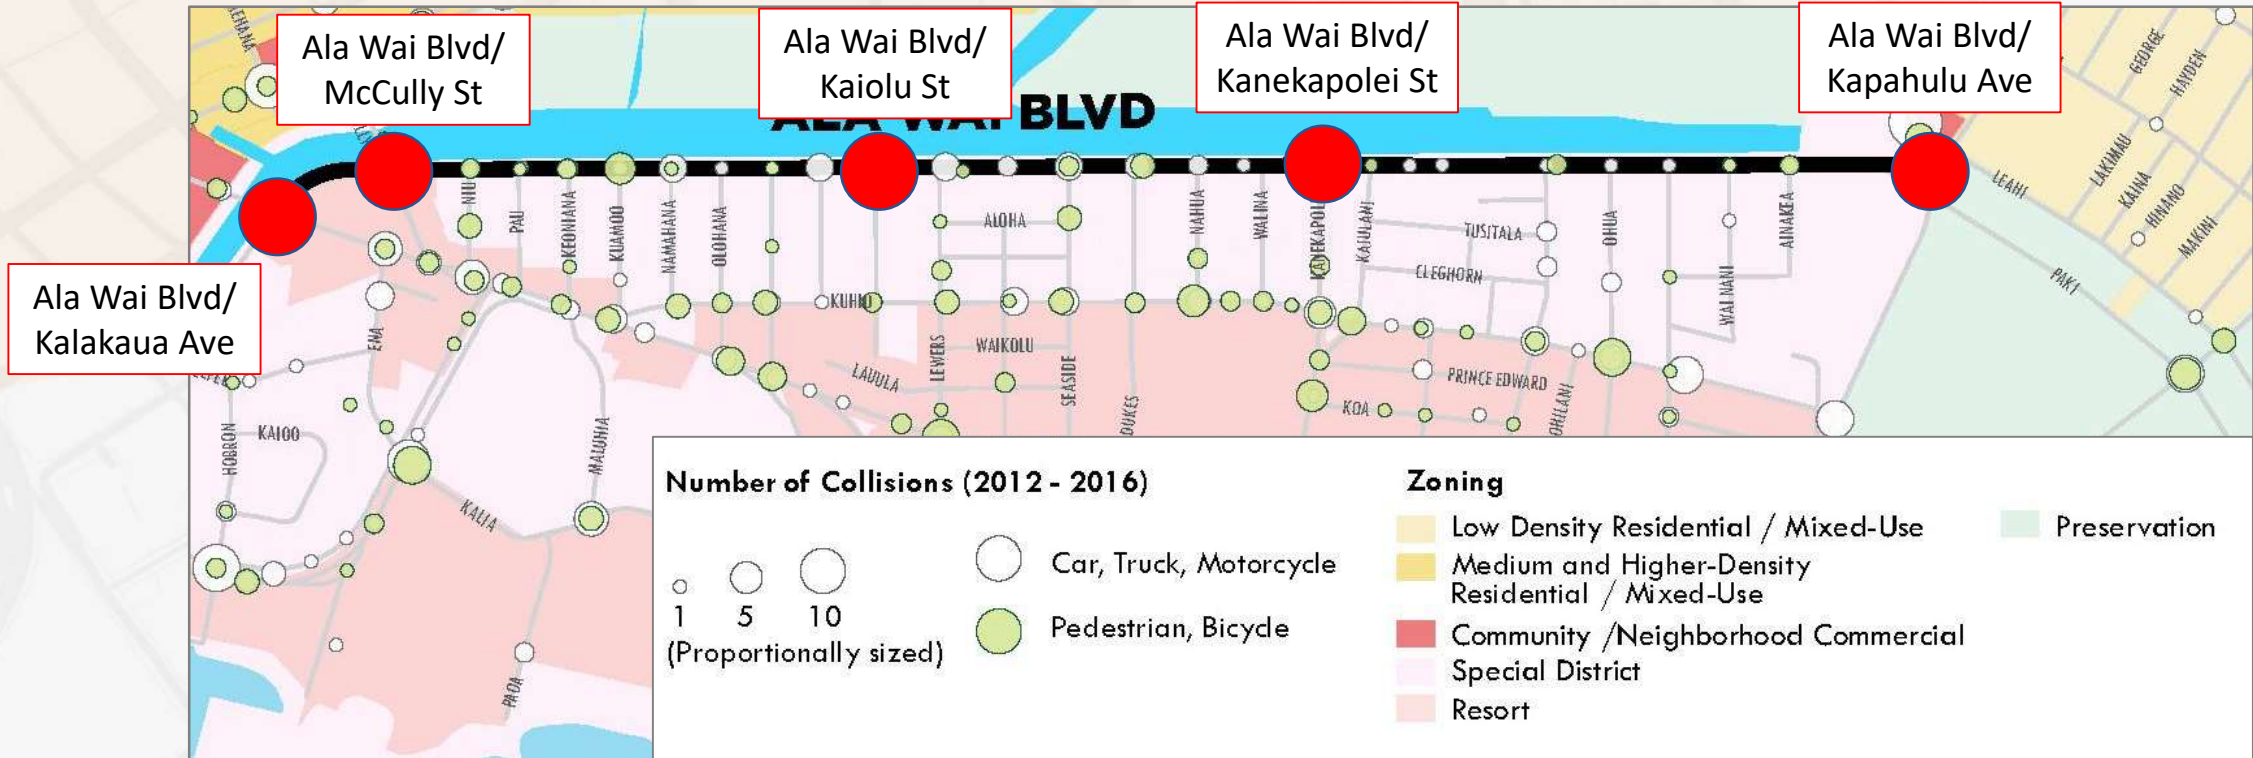 Ala Wai Blvd/
McCully St
Ala Wai Blvd/
Kaiolu St
Ala Wai Blvd/
Kanekapolei St
Ala Wai Blvd/
Kapahulu Ave
Ala Wai Blvd/
Kalakaua Ave
ALA WAI BLVD
GEORGE
HAYDEN
LAKIMAU
KAINA
HINANO
MAKINI
LEAHI
PAKI
NIU
PAU
KEONIANA
KUAMOO
NAMAHANA
OLOHANA
ALOHA
NAHUA
WALINA
KANEKAPOL
KAIULANI
TUSITALA
CLEGHORN
OHUA
WAI NANI
AINAKEA
KUHIO
ENA
LEWERS
WAIKOLU
LAUULA
SEASIDE
DUKES
PRINCE EDWARD
KOA
HOBRON
KAIOO
MALUHIA
KALIA
PAOA
Number of Collisions (2012 - 2016)
1 5 10
(Proportionally sized)
Car, Truck, Motorcycle
Pedestrian, Bicycle
Zoning
Low Density Residential / Mixed-Use
Medium and Higher-Density
Residential / Mixed-Use
Community /Neighborhood Commercial
Special District
Resort
Preservation